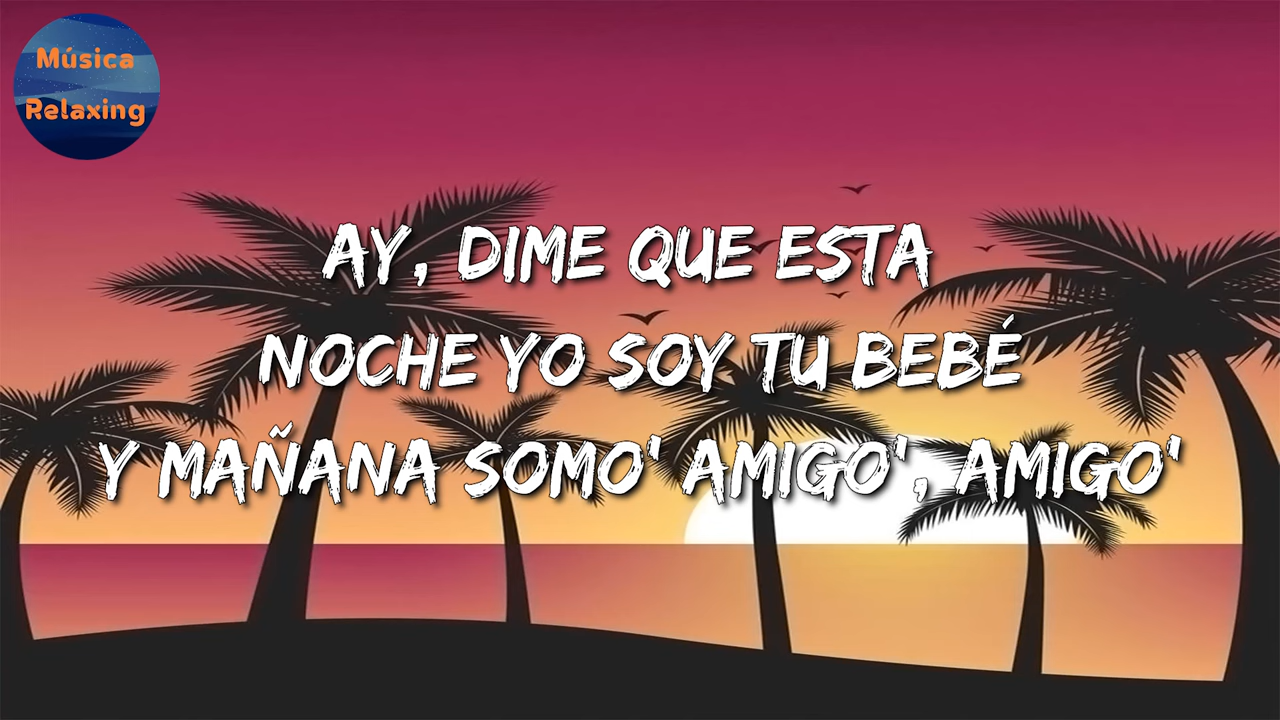 Música
Relaxing
AY, DIME QUE ESTA
NOCHE YO SOY TU BEBÉ
Y MAÑANA SOMO' AMIGO', AMIGO'